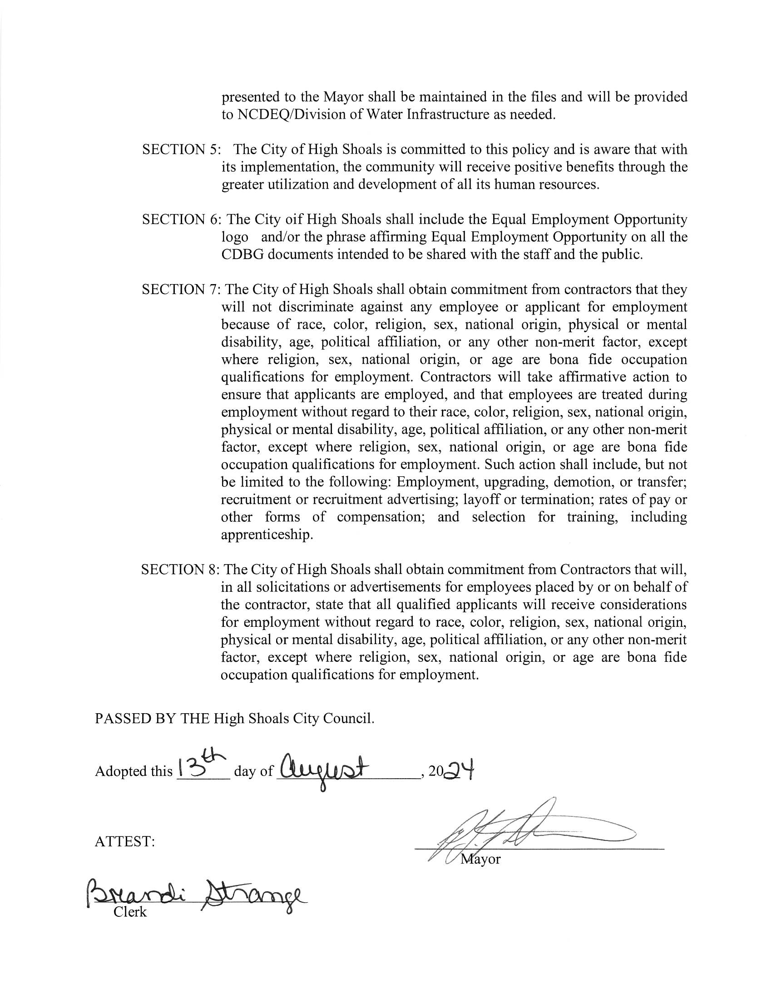 presented to the Mayor shall be maintained in the files and will be provided
to NCDEQ/Division of Water Infrastructure as needed.
SECTION 5: The City of High Shoals is committed to this policy and is aware that with
its implementation, the community will receive positive benefits through the
greater utilization and development of all its human resources.
SECTION 6: The City oif High Shoals shall include the Equal Employment Opportunity
logo and/or the phrase affirming Equal Employment Opportunity on all the
CDBG documents intended to be shared with the staff and the public.
SECTION 7: The City of High Shoals shall obtain commitment from contractors that they
will not discriminate against any employee or applicant for employment
because of race, color, religion, sex, national origin, physical or mental
disability, age, political affiliation, or any other non-merit factor, except
where religion, sex, national origin, or age are bona fide occupation
qualifications for employment. Contractors will take affirmative action to
ensure that applicants are employed, and that employees are treated during
employment without regard to their race, color, religion, sex, national origin,
physical or mental disability, age, political affiliation, or any other non-merit
factor, except where religion, sex, national origin, or age are bona fide
occupation qualifications for employment. Such action shall include, but not
be limited to the following: Employment, upgrading, demotion, or transfer;
recruitment or recruitment advertising; layoff or termination; rates of pay or
other forms of compensation; and selection for training, including
apprenticeship.
SECTION 8: The City of High Shoals shall obtain commitment from Contractors that will,
in all solicitations or advertisements for employees placed by or on behalf of
the contractor, state that all qualified applicants will receive considerations
for employment without regard to race, color, religion, sex, national origin,
physical or mental disability, age, political affiliation, or any other non-merit
factor, except where religion, sex, national origin, or age are bona fide
occupation qualifications for employment.
PASSED BY THE High Shoals City Council.
Adopted this 13th day of August, 2024
ATTEST:
Mayor
Brandi Strange
Clerk